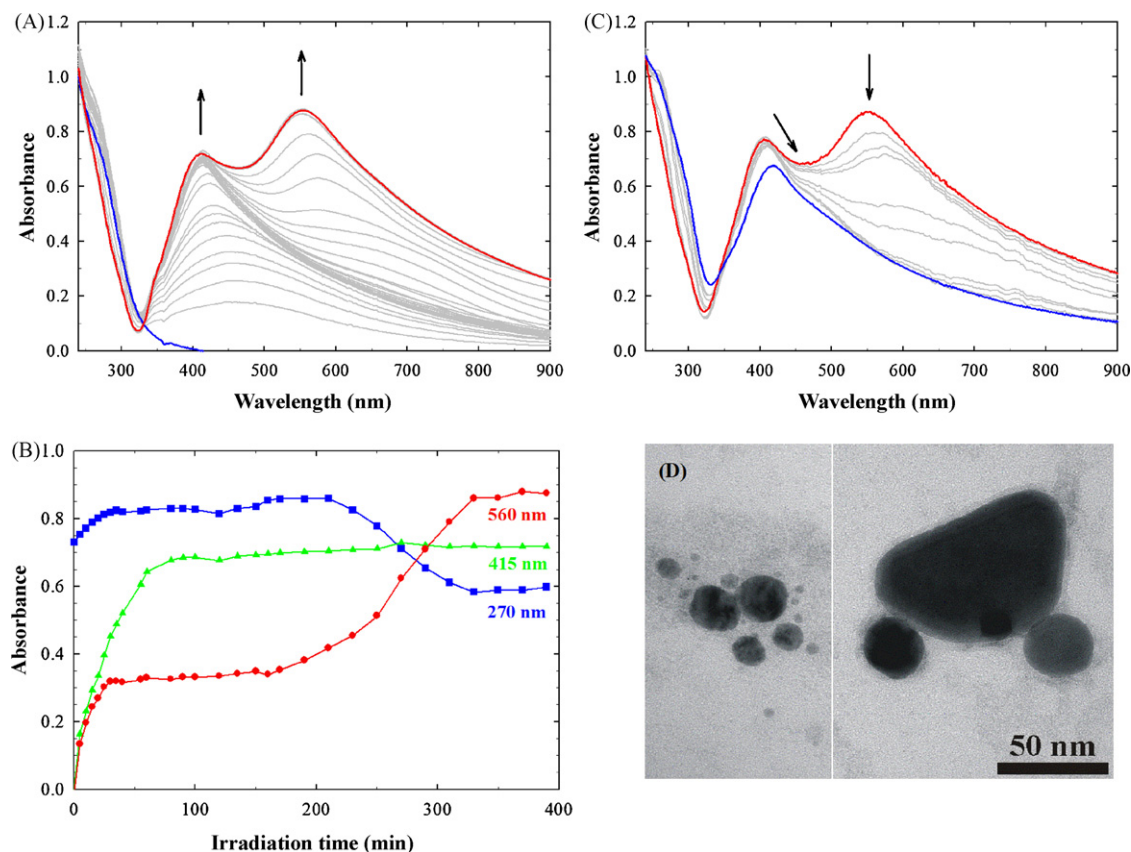 (A)
1.2
1.0
0.8
0.6
0.4
0.2
0.0
Absorbance
300 400 500 600 700 800 900
Wavelength (nm)
(C)
1.2
1.0
0.8
0.6
0.4
0.2
0.0
Absorbance
300 400 500 600 700 800 900
Wavelength (nm)
(B)
1.0
0.8
0.6
0.4
0.2
0.0
Absorbance
560 nm
415 nm
270 nm
0 100 200 300 400
Irradiation time (min)
(D)
50 nm